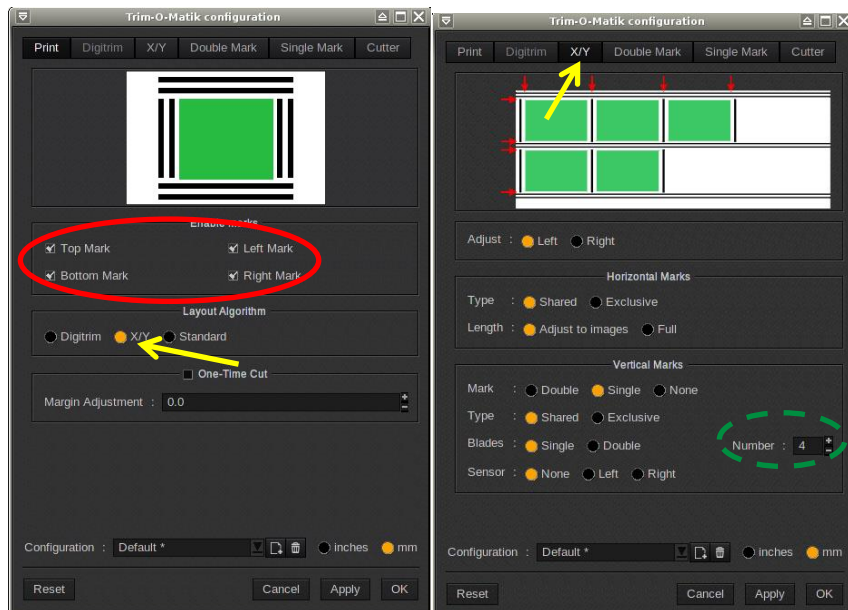 Trim-O-Matik configuration
Print Digitrim X/Y Double Mark Single Mark Cutter
Enable Marks
Top Mark Left Mark
Bottom Mark Right Mark
Layout Algorithm
Digitrim X/Y Standard
One-Time Cut
Margin Adjustment : 0.0
Configuration : Default * inches mm
Reset Cancel Apply OK
Trim-O-Matik configuration
Print Digitrim X/Y Double Mark Single Mark Cutter
Adjust : Left Right
Horizontal Marks
Type : Shared Exclusive
Length : Adjust to images Full
Vertical Marks
Mark : Double Single None
Type : Shared Exclusive
Blades : Single Double Number : 4
Sensor : None Left Right
Configuration : Default * inches mm
Reset Cancel Apply OK